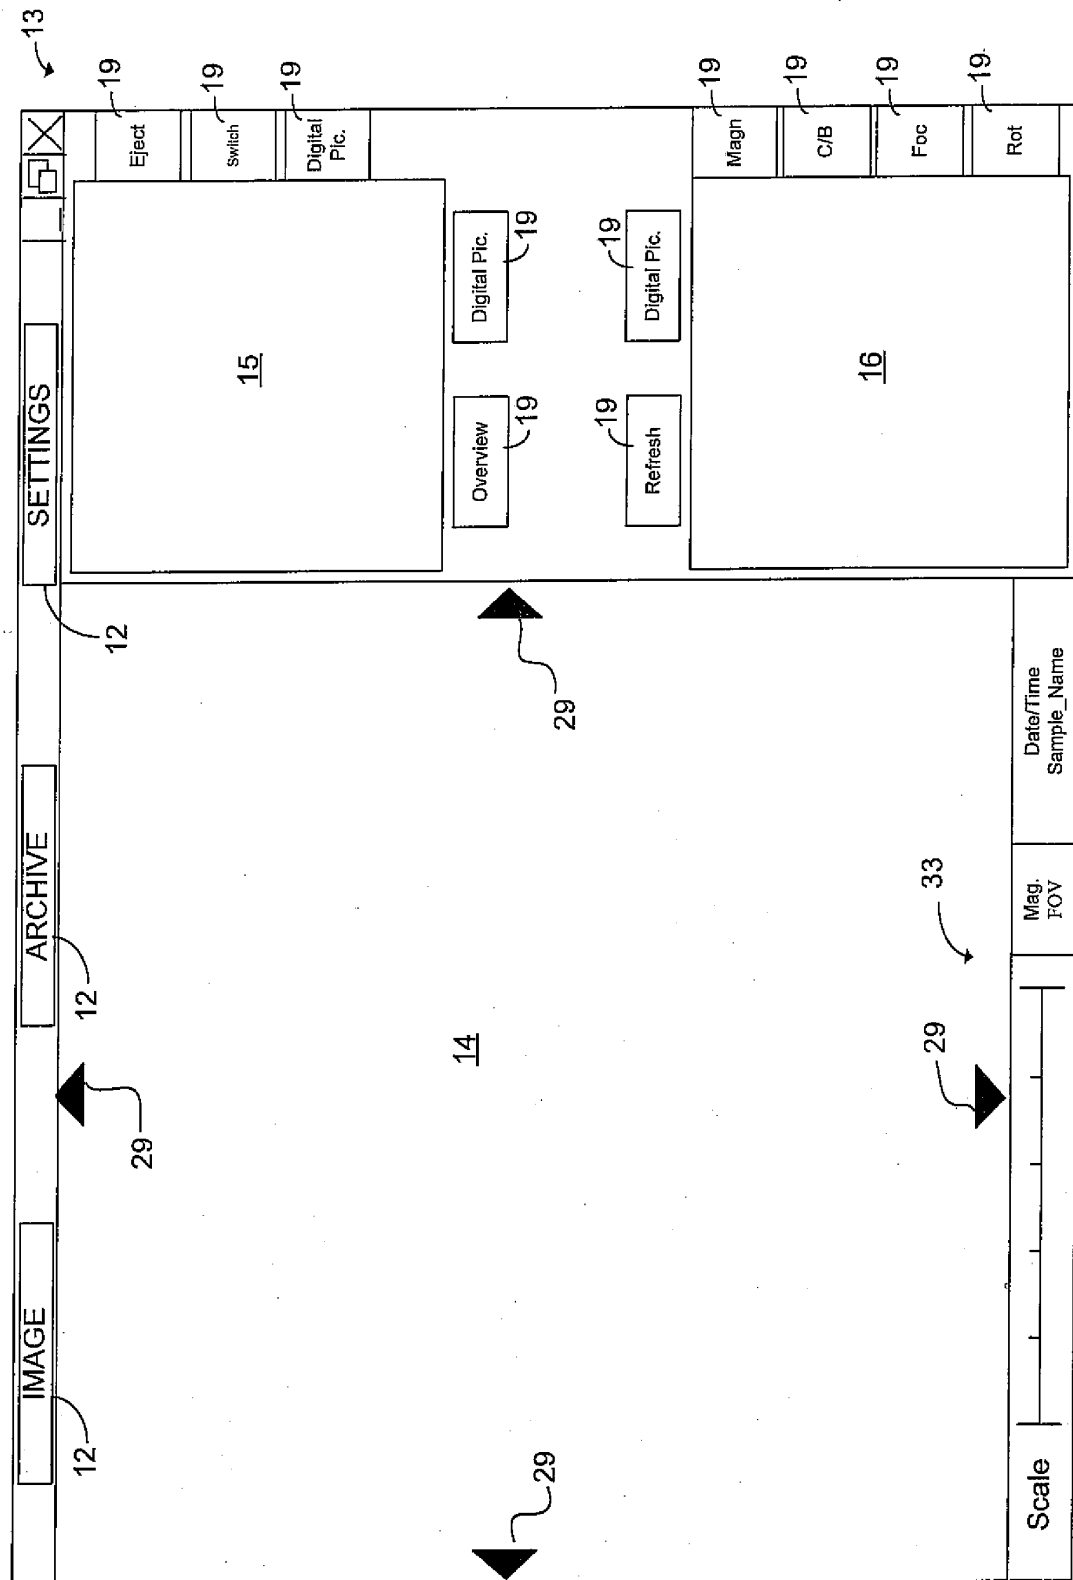 13
IMAGE
ARCHIVE
SETTINGS
12
12
12
19
Eject
29
19
Switch
15
19
Digital
Pic.
14
Overview
Digital Pic.
19
19
29
29
19
19
Refresh
Digital Pic.
19
Magn
19
C/B
16
19
Foc
29
33
19
Rot
Scale
Mag.
FOV
Date/Time
Sample_Name